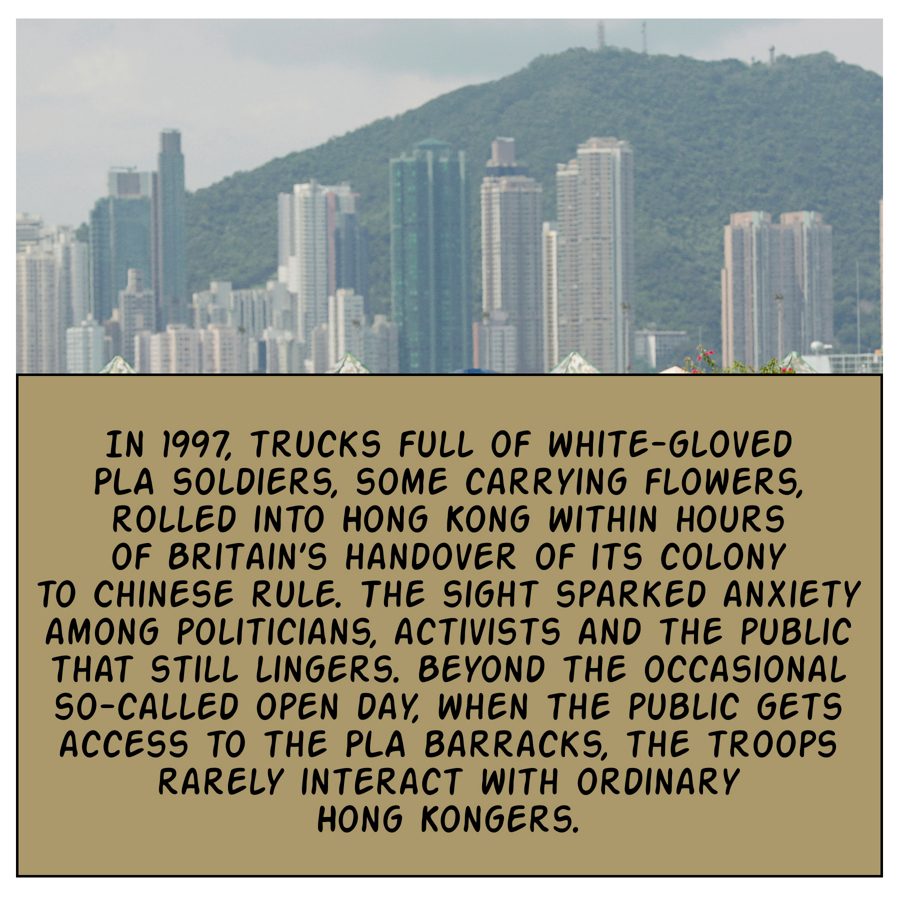 IN 1997, TRUCKS FULL OF WHITE-GLOVED
PLA SOLDIERS, SOME CARRYING FLOWERS,
ROLLED INTO HONG KONG WITHIN HOURS
OF BRITAIN'S HANDOVER OF ITS COLONY
TO CHINESE RULE. THE SIGHT SPARKED ANXIETY
AMONG POLITICIANS, ACTIVISTS AND THE PUBLIC
THAT STILL LINGERS. BEYOND THE OCCASIONAL
SO-CALLED OPEN DAY, WHEN THE PUBLIC GETS
ACCESS TO THE PLA BARRACKS, THE TROOPS
RARELY INTERACT WITH ORDINARY
HONG KONGERS.